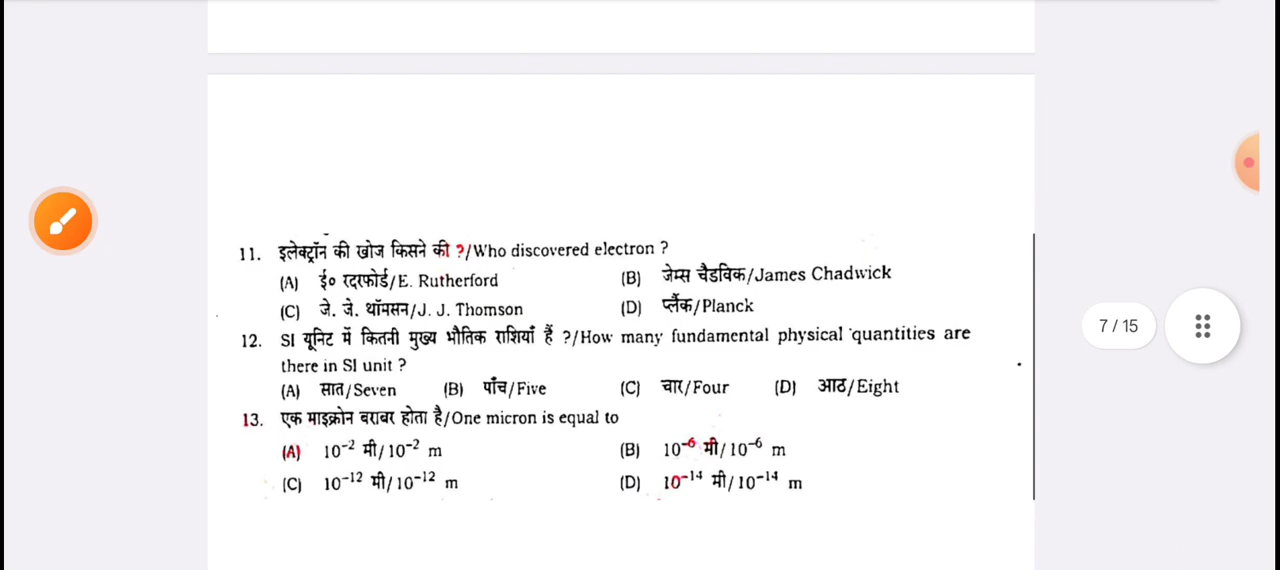 11. इलेक्ट्रॉन की खोज किसने की ?/Who discovered electron ?
(A) ई० रदरफोर्ड/E. Rutherford (B) जेम्स चैडविक/James Chadwick
(C) जे. जे. थॉमसन/J. J. Thomson (D) प्लैंक/Planck
12. SI यूनिट में कितनी मुख्य भौतिक राशियाँ हैं ?/How many fundamental physical quantities are
there in SI unit ?
(A) सात/Seven (B) पाँच/Five (C) चार/Four (D) आठ/Eight
13. एक माइक्रोन बराबर होता है/One micron is equal to
(A) 10⁻² मी/10⁻² m (B) 10⁻⁶ मी/10⁻⁶ m
(C) 10⁻¹² मी/10⁻¹² m (D) 10⁻¹⁴ मी/10⁻¹⁴ m
7 / 15